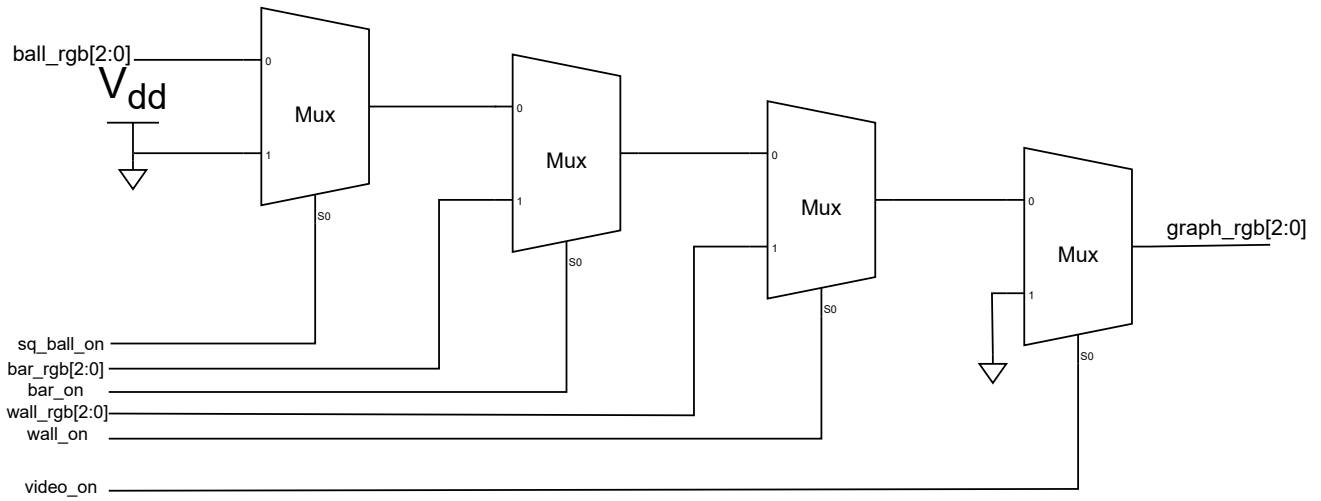 ball_rgb[2:0]
Vdd
0
1
Mux
S0
0
1
Mux
S0
0
1
Mux
S0
0
1
Mux
S0
graph_rgb[2:0]
sq_ball_on
bar_rgb[2:0]
bar_on
wall_rgb[2:0]
wall_on
video_on